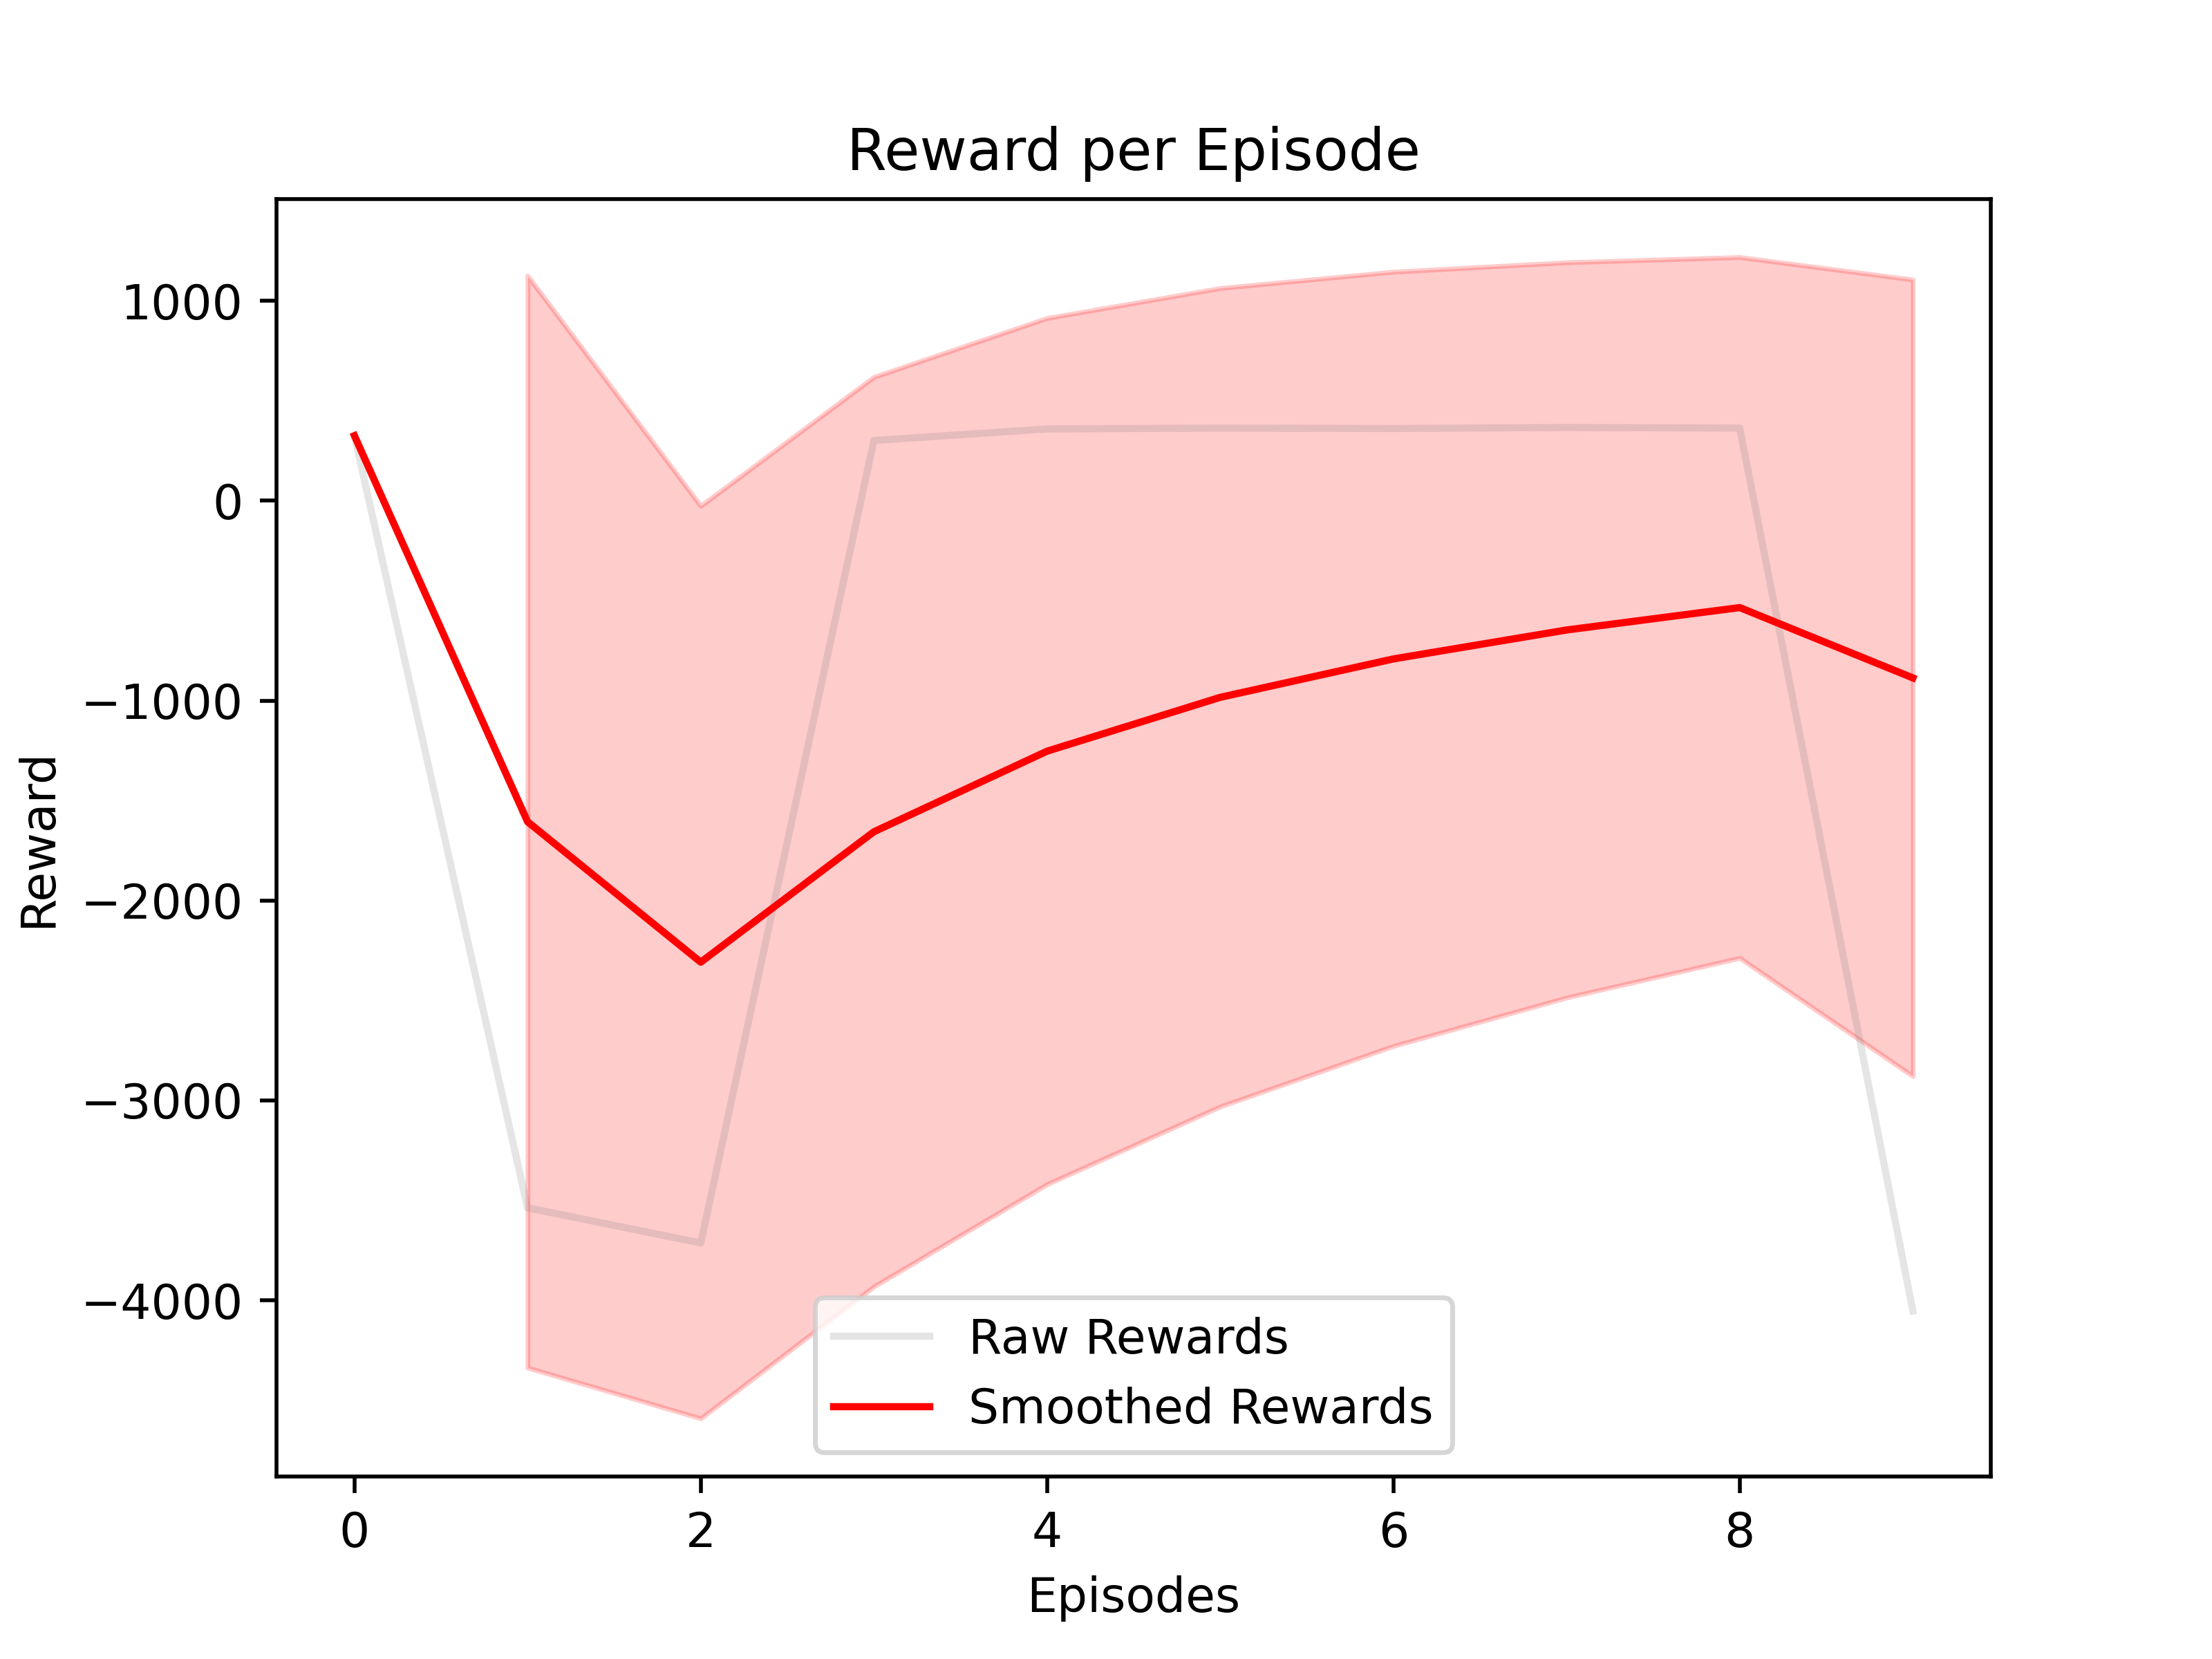 Reward per Episode
1000
0
−1000
−2000
−3000
−4000
Reward
Raw Rewards
Smoothed Rewards
0 2 4 6 8
Episodes